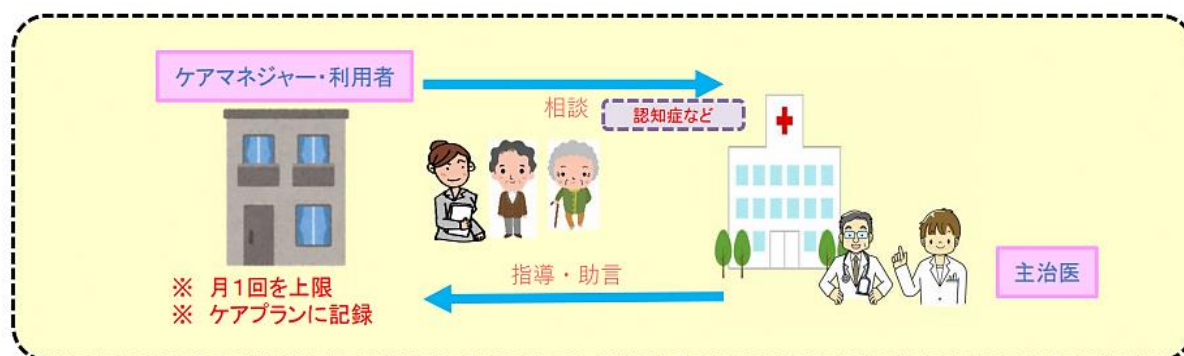 ケアマネジャー・利用者
相談
認知症など
指導・助言
主治医
※ 月1回を上限
※ ケアプランに記録